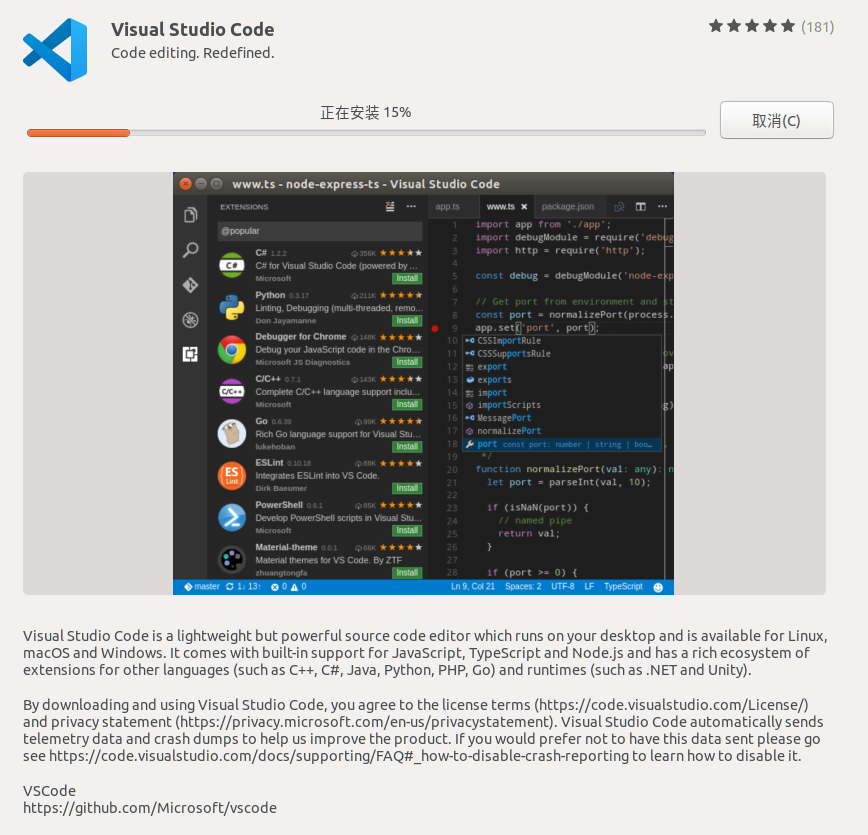 Visual Studio Code
Code editing. Redefined.
(181)
正在安装 15%
取消(C)
www.ts - node-express-ts - Visual Studio Code
EXTENSIONS
@popular
C# 1.2.2 356K
C# for Visual Studio Code (powered by ...
Microsoft Install
Python 0.3.17 211K
Linting, Debugging (multi-threaded, remo...
Don Jayamanne Install
Debugger for Chrome 148K
Debug your JavaScript code in the Chro...
Microsoft JS Diagnostics Install
C/C++ 0.7.1 143K
Complete C/C++ language support inclu...
Microsoft Install
Go 0.6.39 99K
Rich Go language support for Visual Stu...
lukehoban Install
ESLint 0.10.18 88K
Integrates ESLint into VS Code.
Dirk Baeumer Install
PowerShell 0.6.1 85K
Develop PowerShell scripts in Visual Stu...
Microsoft Install
Material-theme 0.0.1 66K
Material themes for VS Code. By ZTF
zhuangtongfa Install
app.ts www.ts package.json
1 import app from './app';
2 import debugModule = require('debug
3 import http = require('http');
4
5 const debug = debugModule('node-exp
6
7 // Get port from environment and st
8 const port = normalizePort(process.
9 app.set('port', port);
10 CSSImportRule
11 CSSSupportsRule
12 export
13 exports
14 import
15 importScripts
16 MessagePort
17 normalizePort
18 port const port: number | string | boo...
19 */
20 function normalizePort(val: any): n
21 let port = parseInt(val, 10);
22
23 if (isNaN(port)) {
24 // named pipe
25 return val;
26 }
27
28 if (port >= 0) {
master 1↓ 13↑ 0 0 Ln 9, Col 21 Spaces: 2 UTF-8 LF TypeScript
Visual Studio Code is a lightweight but powerful source code editor which runs on your desktop and is available for Linux,
macOS and Windows. It comes with built-in support for JavaScript, TypeScript and Node.js and has a rich ecosystem of
extensions for other languages (such as C++, C#, Java, Python, PHP, Go) and runtimes (such as .NET and Unity).
By downloading and using Visual Studio Code, you agree to the license terms (https://code.visualstudio.com/License/)
and privacy statement (https://privacy.microsoft.com/en-us/privacystatement). Visual Studio Code automatically sends
telemetry data and crash dumps to help us improve the product. If you would prefer not to have this data sent please go
see https://code.visualstudio.com/docs/supporting/FAQ#_how-to-disable-crash-reporting to learn how to disable it.
VSCode
https://github.com/Microsoft/vscode